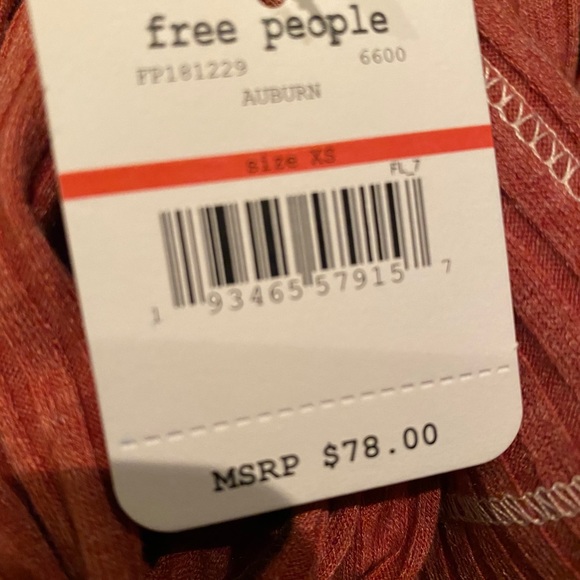 free people
FP181229 6600
AUBURN
size XS
FL_7
1 93465 57915 7
MSRP $78.00